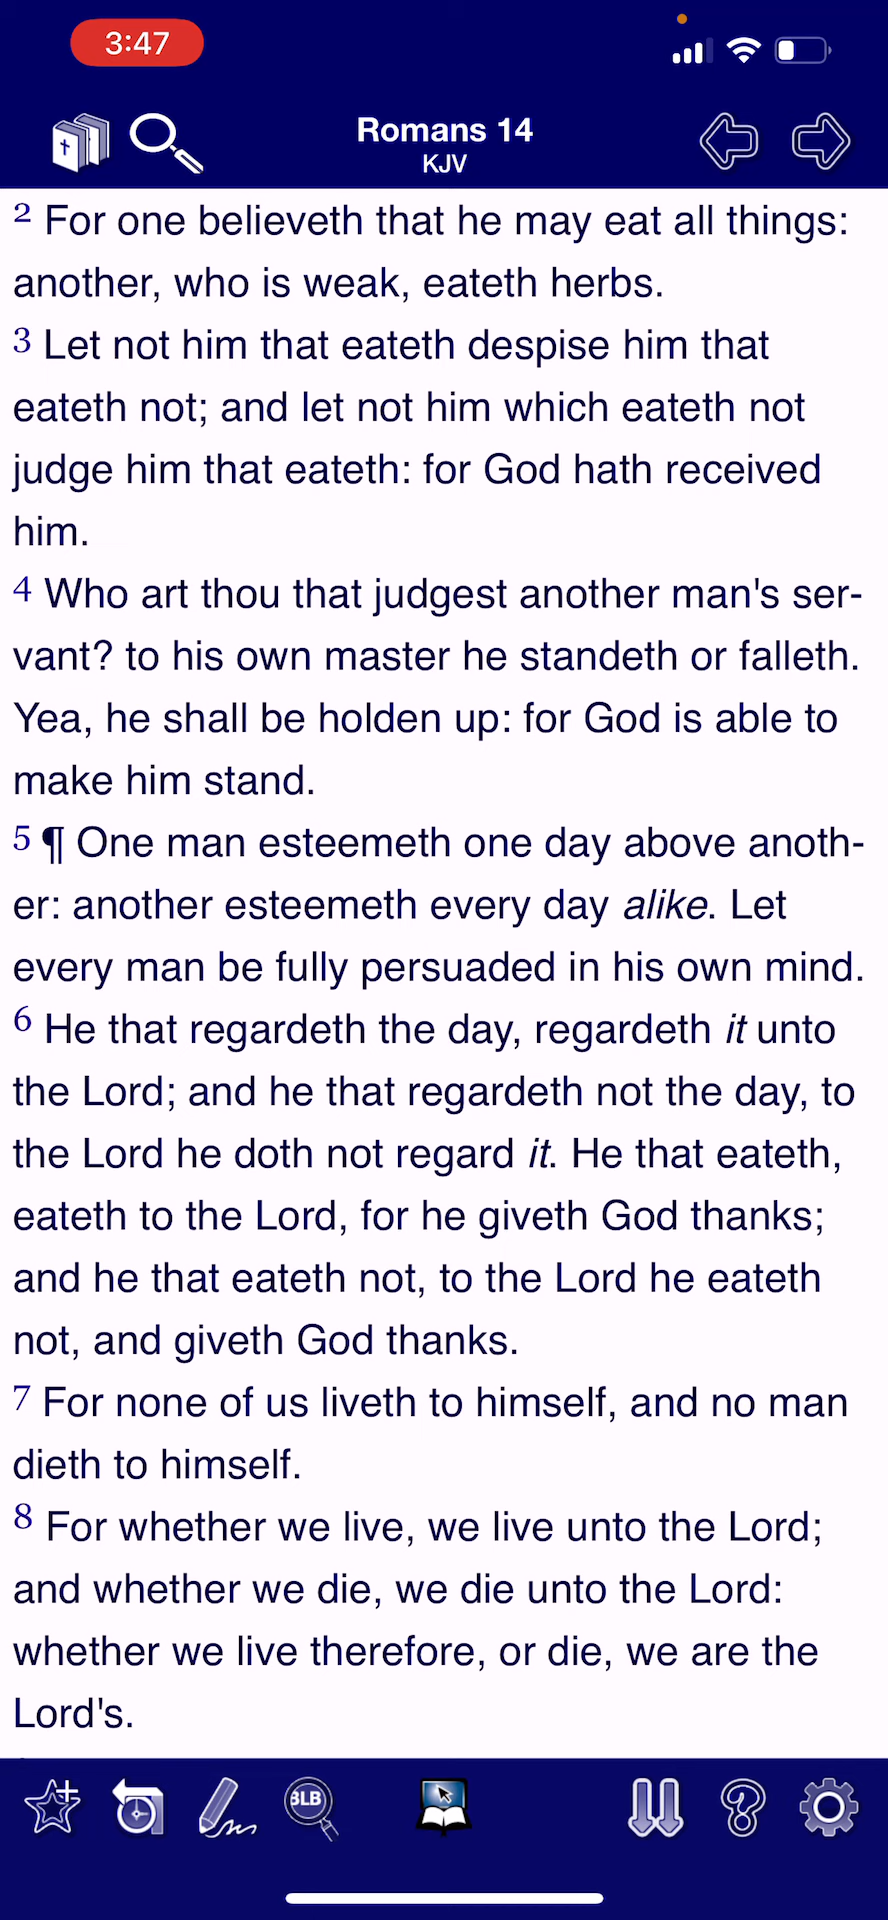 3:47
Romans 14
KJV
2 For one believeth that he may eat all things:
another, who is weak, eateth herbs.
3 Let not him that eateth despise him that
eateth not; and let not him which eateth not
judge him that eateth: for God hath received
him.
4 Who art thou that judgest another man's ser-
vant? to his own master he standeth or falleth.
Yea, he shall be holden up: for God is able to
make him stand.
5 ¶ One man esteemeth one day above anoth-
er: another esteemeth every day alike. Let
every man be fully persuaded in his own mind.
6 He that regardeth the day, regardeth it unto
the Lord; and he that regardeth not the day, to
the Lord he doth not regard it. He that eateth,
eateth to the Lord, for he giveth God thanks;
and he that eateth not, to the Lord he eateth
not, and giveth God thanks.
7 For none of us liveth to himself, and no man
dieth to himself.
8 For whether we live, we live unto the Lord;
and whether we die, we die unto the Lord:
whether we live therefore, or die, we are the
Lord's.
BLB